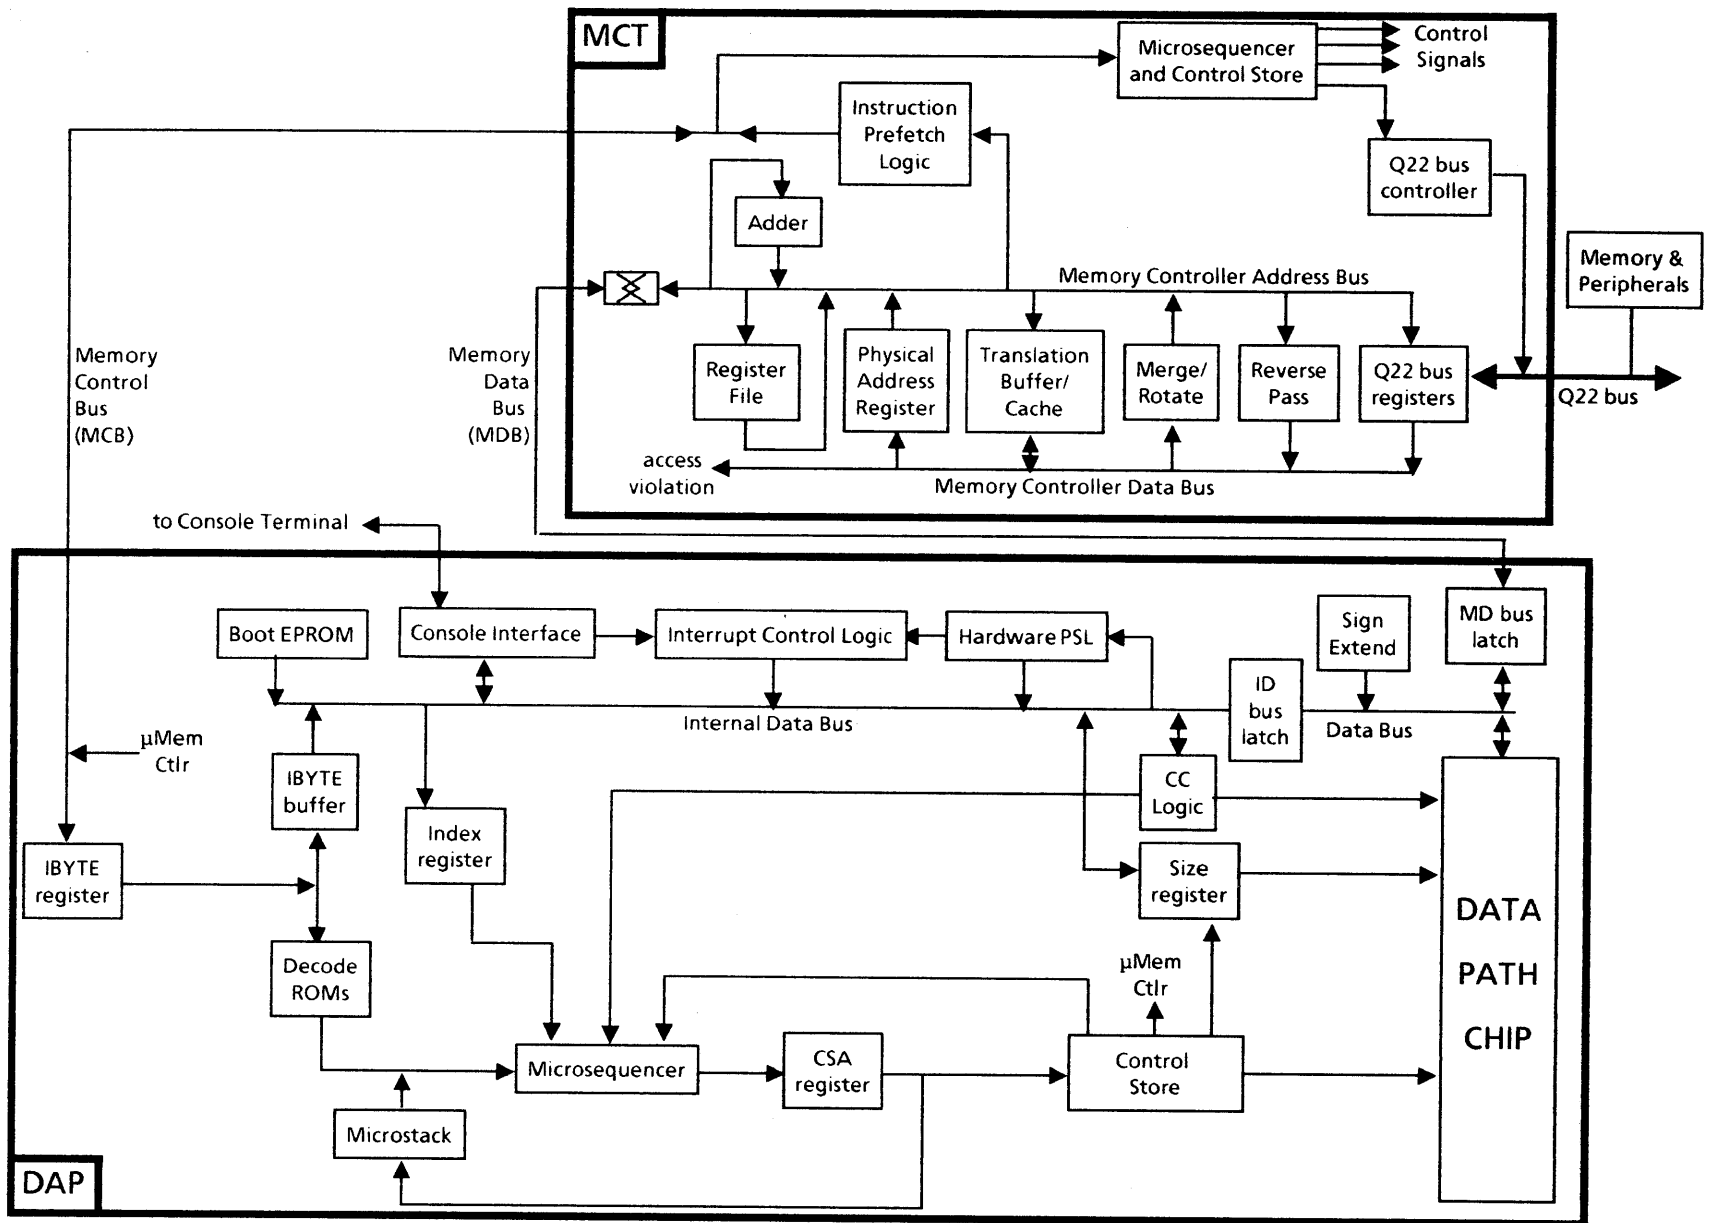 MCT
Microsequencer
and Control Store
Control
Signals
Instruction
Prefetch
Logic
Q22 bus
controller
Adder
Memory &
Peripherals
Memory Controller Address Bus
Memory
Control
Bus
(MCB)
Memory
Data
Bus
(MDB)
Register
File
Physical
Address
Register
Translation
Buffer/
Cache
Merge/
Rotate
Reverse
Pass
Q22 bus
registers
Q22 bus
access
violation
Memory Controller Data Bus
to Console Terminal
Boot EPROM
Console Interface
Interrupt Control Logic
Hardware PSL
Sign
Extend
MD bus
latch
ID
bus
latch
Internal Data Bus
Data Bus
µMem
Ctlr
IBYTE
buffer
CC
Logic
Index
register
IBYTE
register
Size
register
DATA
PATH
CHIP
Decode
ROMs
µMem
Ctlr
Microsequencer
CSA
register
Control
Store
Microstack
DAP